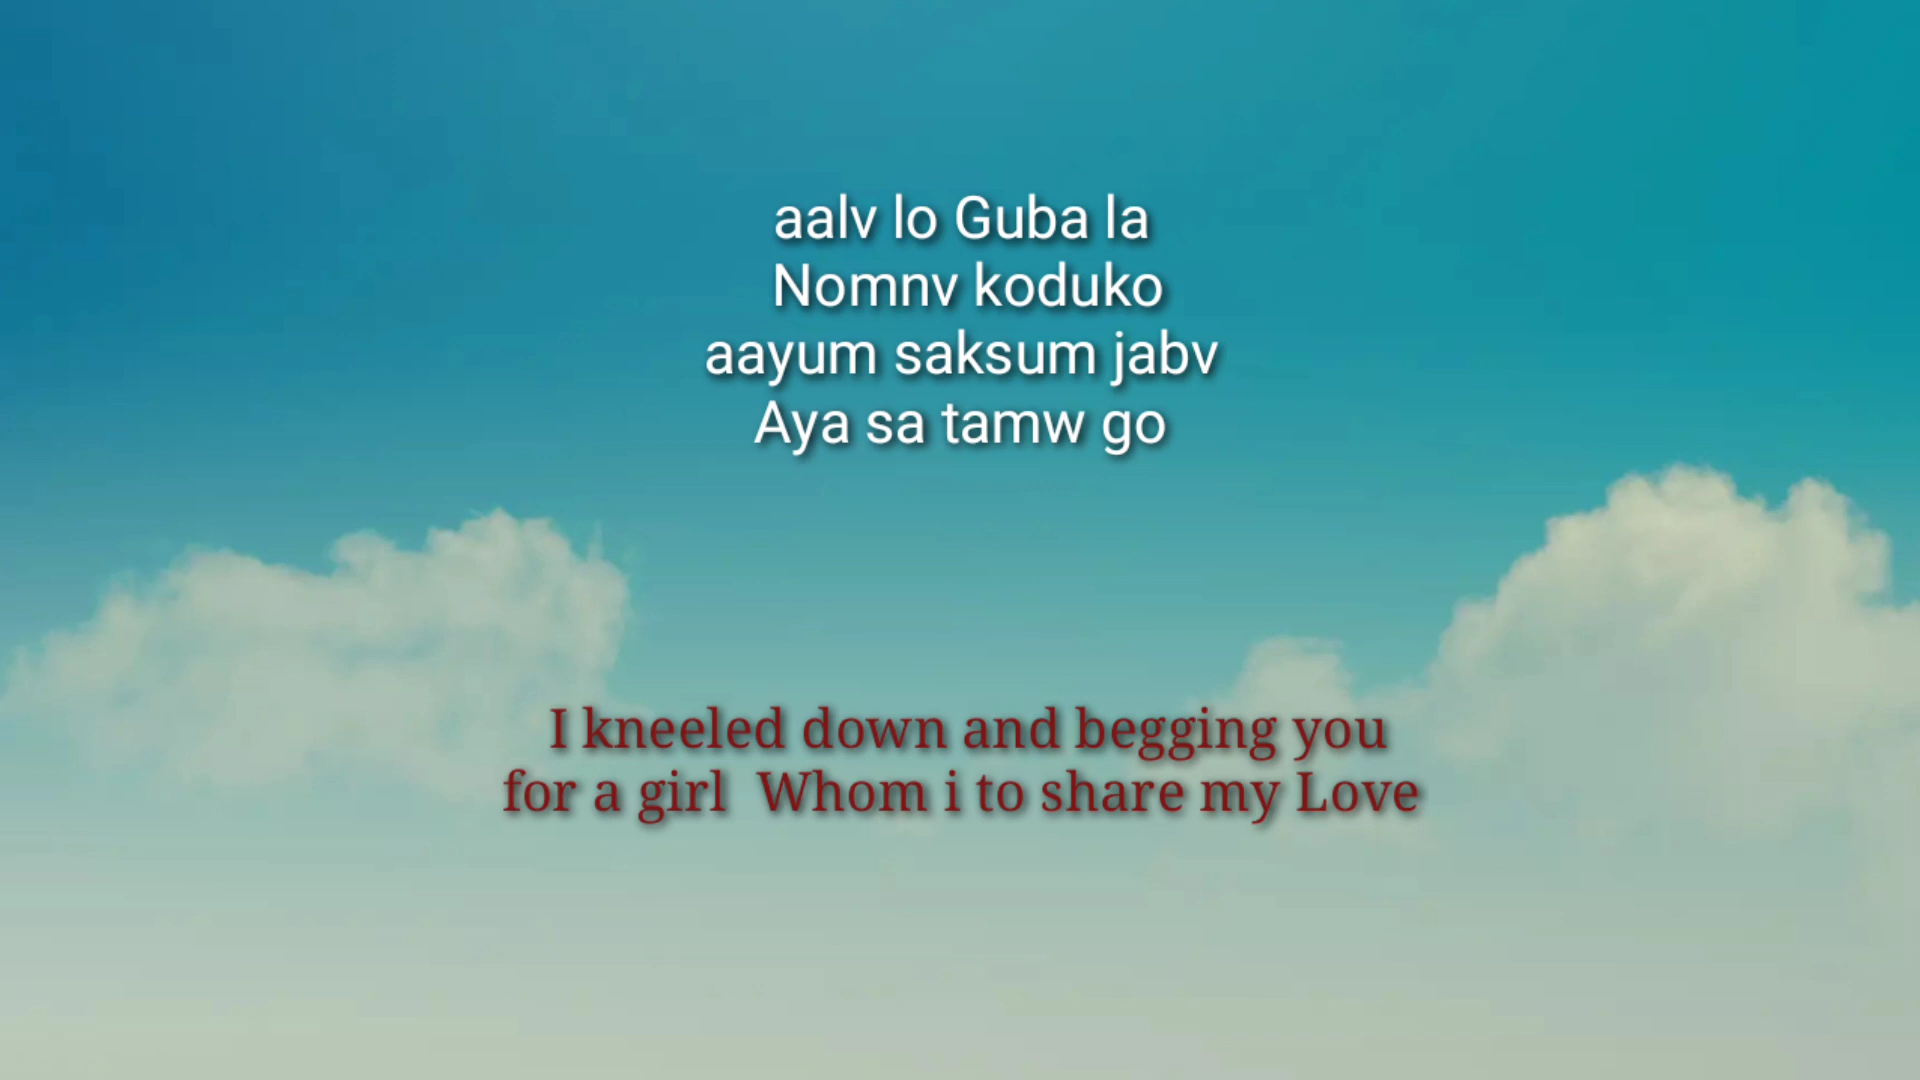 aalv lo Guba la
Nomnv koduko
aayum saksum jabv
Aya sa tamw go
I kneeled down and begging you
for a girl  Whom i to share my Love